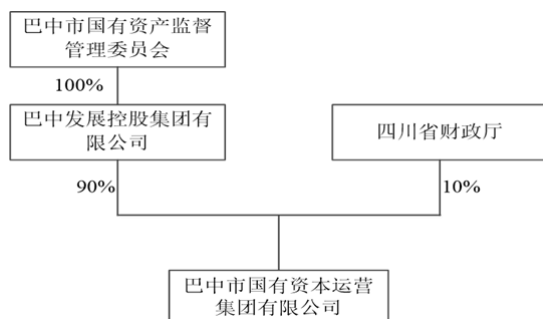 巴中市国有资产监督
管理委员会
100%
巴中发展控股集团有
限公司
四川省财政厅
90%
10%
巴中市国有资本运营
集团有限公司